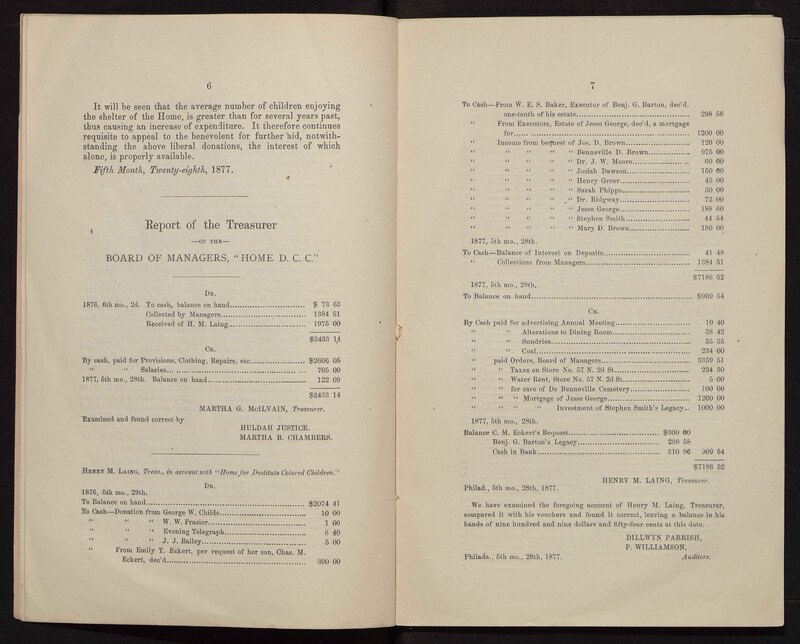 6
It will be seen that the average number of children enjoying
the shelter of the Home, is greater than for several years past,
thus causing an increase of expenditure. It therefore continues
requisite to appeal to the benevolent for further aid, notwith-
standing the above liberal donations, the interest of which
alone, is properly available.
Fifth Month, Twenty-eighth, 1877.
Report of the Treasurer
—OF THE—
BOARD OF MANAGERS, "HOME D. C. C."
DR.
1876, 6th mo., 2d. To cash, balance on hand $ 73 63
Collected by Managers 1384 51
Received of H. M. Laing 1975 00
$3433 14
CR.
By cash, paid for Provisions, Clothing, Repairs, etc $2606 05
" " Salaries 705 00
1877, 5th mo., 28th. Balance on hand 122 09
$3433 14
MARTHA G. McILVAIN, Treasurer.
Examined and found correct by
HULDAH JUSTICE.
MARTHA B. CHAMBERS.
HENRY M. LAING, Treas., in account with "Home for Destitute Colored Children."
DR.
1876, 5th mo., 29th.
To Balance on hand $2074 41
To Cash—Donation from George W. Childs 10 00
" " " W. W. Frazier 1 00
" " " Evening Telegraph 6 40
" " " J. J. Bailey 5 00
" From Emily T. Eckert, per request of her son, Chas. M.
Eckert, dec'd 300 00
7
To Cash—From W. E. S. Baker, Executor of Benj. G. Barton, dec'd.
one-tenth of his estate 298 58
" From Executors, Estate of Jesse George, dec'd, a mortgage
for 1200 00
" Income from bequest of Jos. D. Brown 120 00
" " " " " Benneville D. Brown 975 00
" " " " " Dr. J. W. Moore 60 00
" " " " " Josiah Dawson 150 00
" " " " " Henry Greer 45 00
" " " " " Sarah Phipps 30 00
" " " " " Dr. Ridgway 72 00
" " " " " Jesse George 188 60
" " " " " Stephen Smith 44 54
" " " " " Mary D. Brown 180 00
1877, 5th mo., 28th.
To Cash—Balance of Interest on Deposits 41 48
" Collections from Managers 1384 51
$7186 52
1877, 5th mo., 28th,
To Balance on hand $909 54
CR.
By Cash paid for advertising Annual Meeting 10 40
" " Alterations to Dining Room 38 42
" " Sundries 35 35
" " Coal 234 00
" paid Orders, Board of Managers 3359 51
" " Taxes on Store No. 57 N. 2d St 294 30
" " Water Rent, Store No. 57 N. 2d St 5 00
" " for care of De Benneville Cemetery 100 00
" " " Mortgage of Jesse George 1200 00
" " " " Investment of Stephen Smith's Legacy 1000 00
1877, 5th mo., 28th.
Balance C. M. Eckert's Bequest $300 00
Benj. G. Barton's Legacy 298 58
Cash in Bank 310 96 909 54
$7186 52
HENRY M. LAING, Treasurer.
Philad., 5th mo., 28th, 1877.
We have examined the foregoing account of Henry M. Laing, Treasurer,
compared it with his vouchers and found it correct, leaving a balance in his
hands of nine hundred and nine dollars and fifty-four cents at this date.
DILLWYN PARRISH,
P. WILLIAMSON,
Philada., 5th mo., 28th, 1877. Auditors.